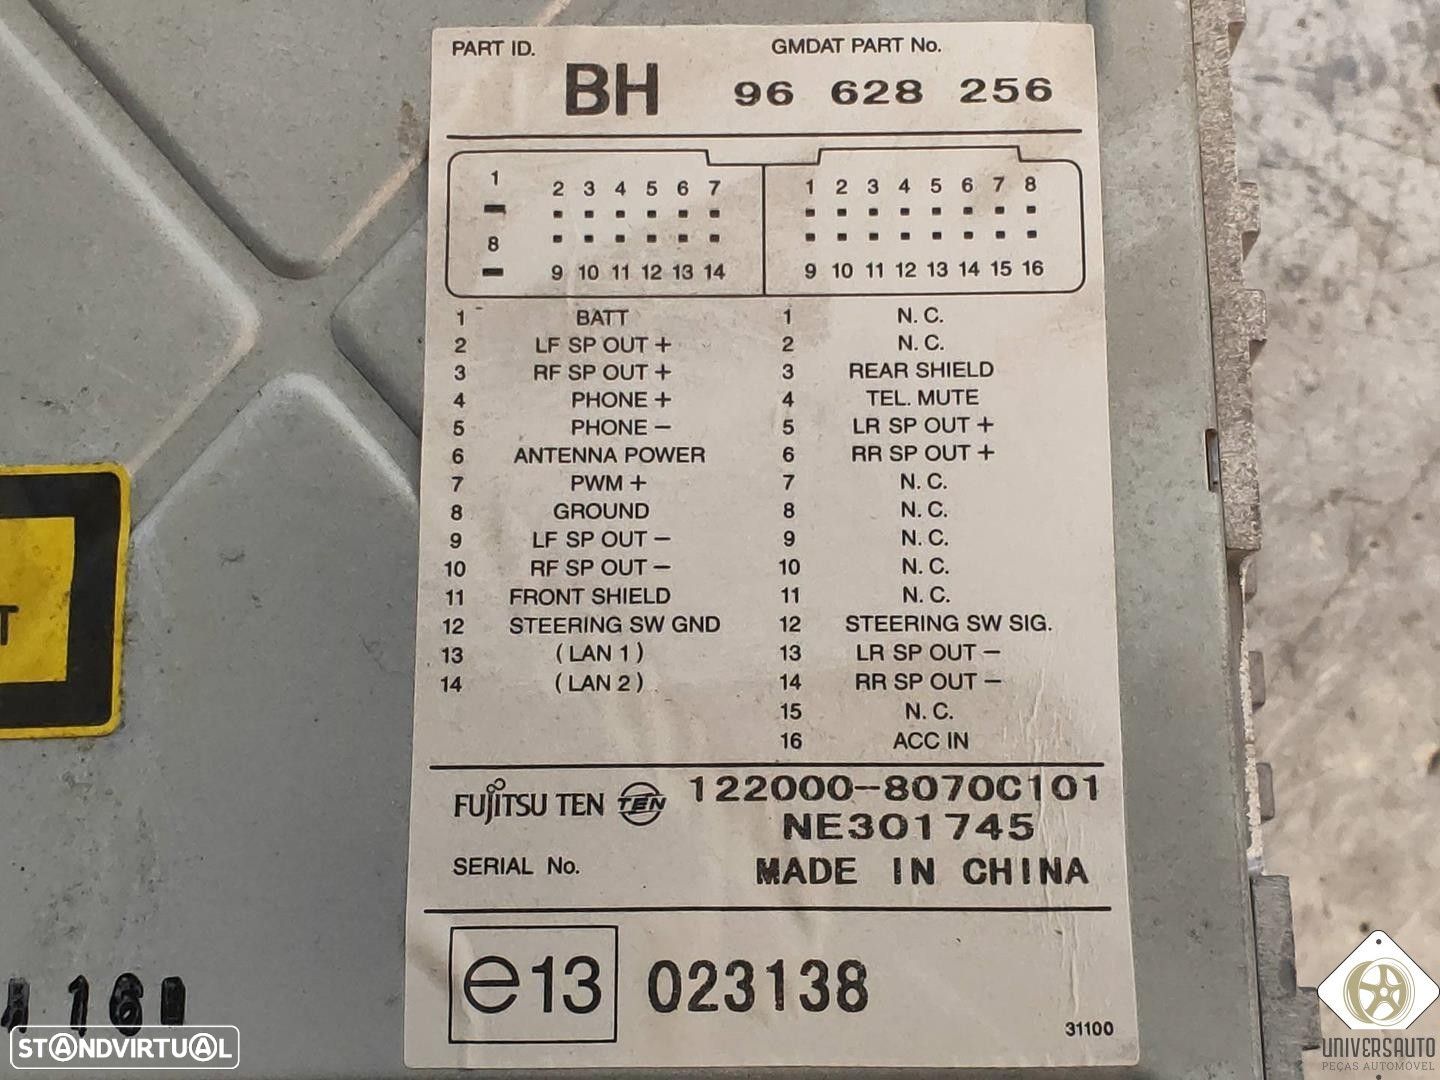 PART ID. GMDAT PART No.
BH 96 628 256
1 2 3 4 5 6 7 1 2 3 4 5 6 7 8
8 9 10 11 12 13 14 9 10 11 12 13 14 15 16
1 BATT 1 N. C.
2 LF SP OUT + 2 N. C.
3 RF SP OUT + 3 REAR SHIELD
4 PHONE + 4 TEL. MUTE
5 PHONE − 5 LR SP OUT +
6 ANTENNA POWER 6 RR SP OUT +
7 PWM + 7 N. C.
8 GROUND 8 N. C.
9 LF SP OUT − 9 N. C.
10 RF SP OUT − 10 N. C.
11 FRONT SHIELD 11 N. C.
12 STEERING SW GND 12 STEERING SW SIG.
13 ( LAN 1 ) 13 LR SP OUT −
14 ( LAN 2 ) 14 RR SP OUT −
15 N. C.
16 ACC IN
FUJITSU TEN TEN 122000-8070C101
NE301745
SERIAL No. MADE IN CHINA
e13 023138
31100
T
STANDVIRTUAL
UNIVERSAUTO
PEÇAS AUTOMÓVEL